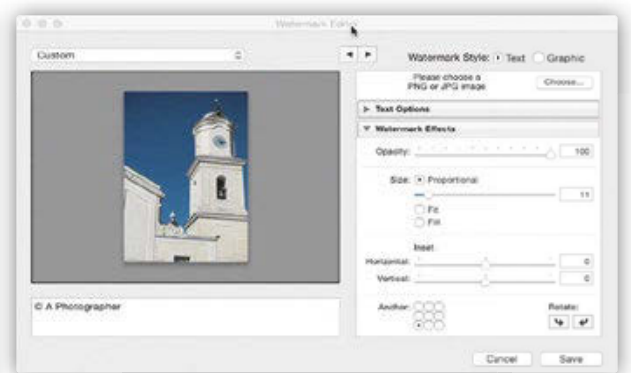 Watermark Editor
Custom
Watermark Style: Text Graphic
Please choose a
PNG or JPG image
Choose...
Text Options
Watermark Effects
Opacity: 100
Size: Proportional
11
Fit
Fill
Inset
Horizontal: 0
Vertical: 0
© A Photographer
Anchor: Rotate:
Cancel Save